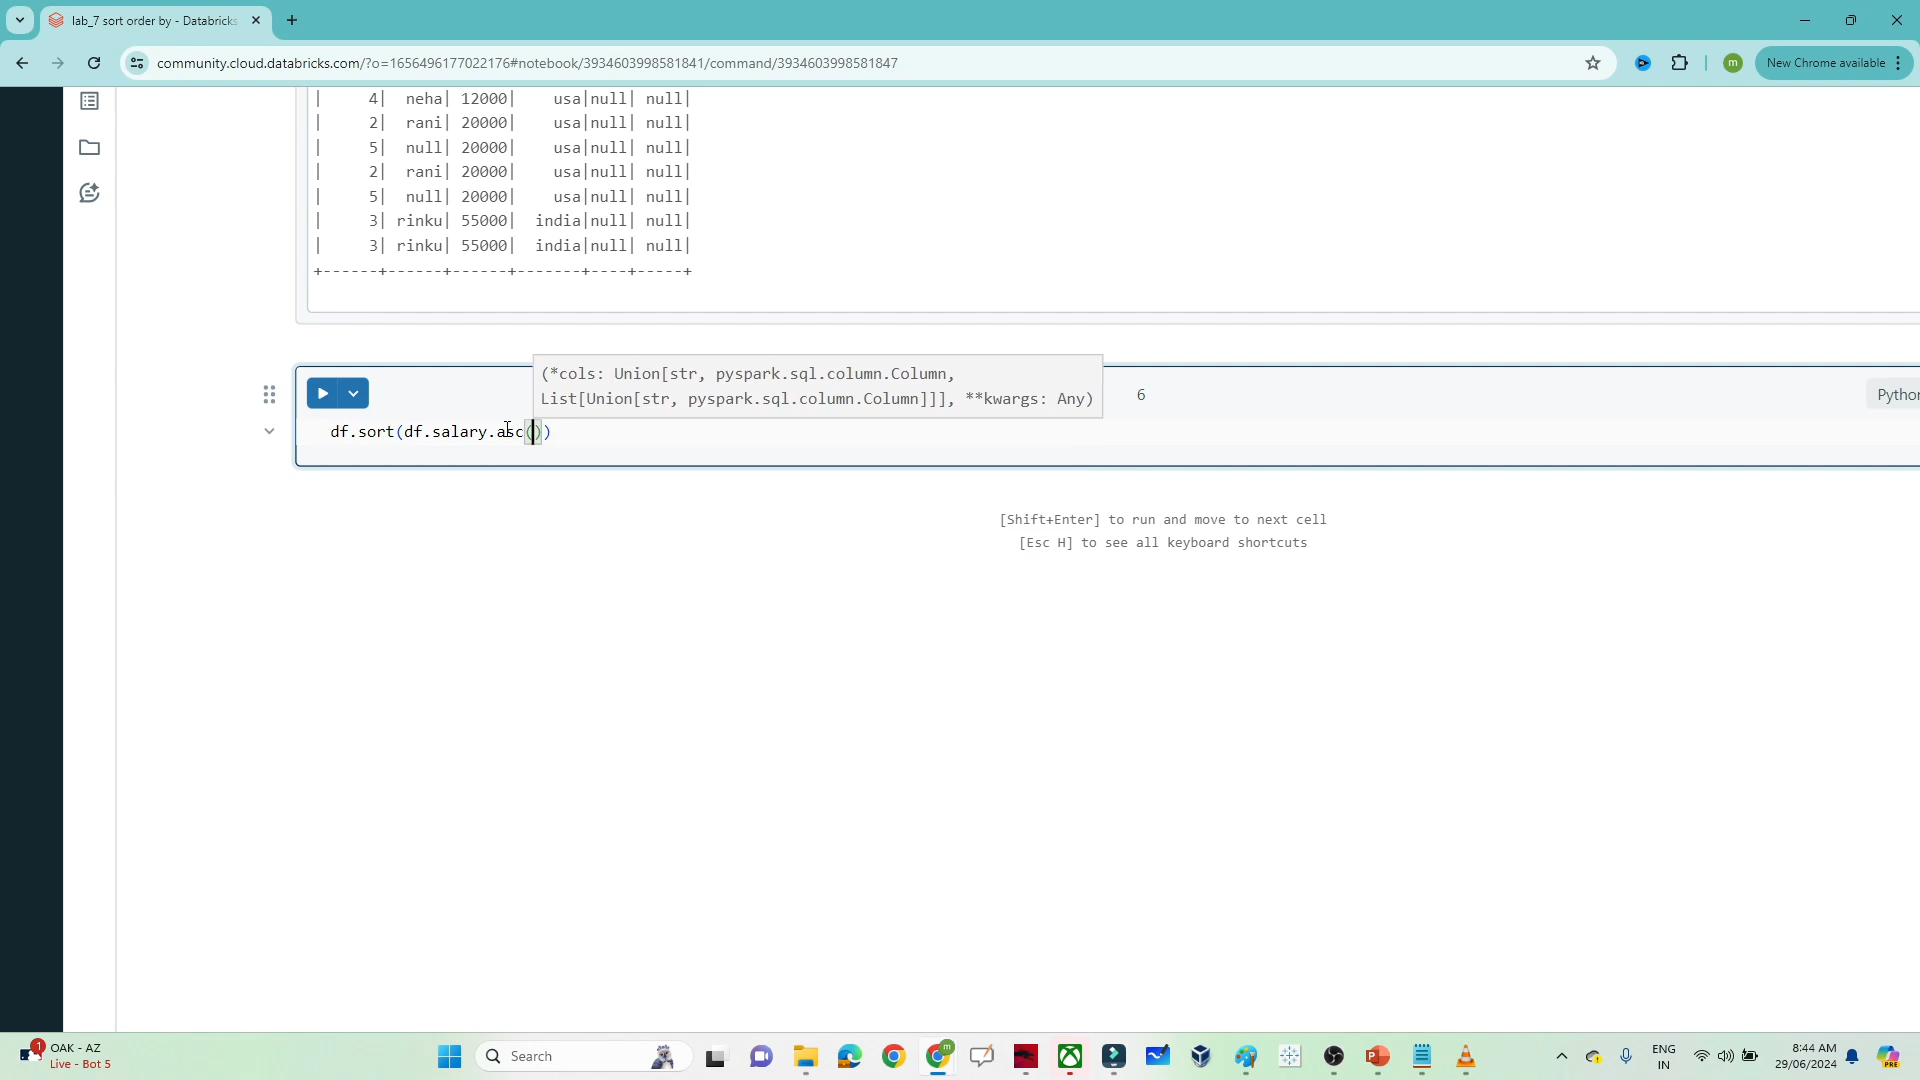 lab_7 sort order by - Databricks
community.cloud.databricks.com/?o=1656496177022176#notebook/3934603998581841/command/3934603998581847
m
New Chrome available
|      4|  neha| 12000|    usa|null| null|
|      2|  rani| 20000|    usa|null| null|
|      5|  null| 20000|    usa|null| null|
|      2|  rani| 20000|    usa|null| null|
|      5|  null| 20000|    usa|null| null|
|      3| rinku| 55000|  india|null| null|
|      3| rinku| 55000|  india|null| null|
+------+------+------+-------+----+-----+
(*cols: Union[str, pyspark.sql.column.Column,
List[Union[str, pyspark.sql.column.Column]]], **kwargs: Any)
6
Python
df.sort(df.salary.asc())
[Shift+Enter] to run and move to next cell
[Esc H] to see all keyboard shortcuts
1
OAK - AZ
Live - Bot 5
Search
m
ENG
IN
8:44 AM
29/06/2024
PRE